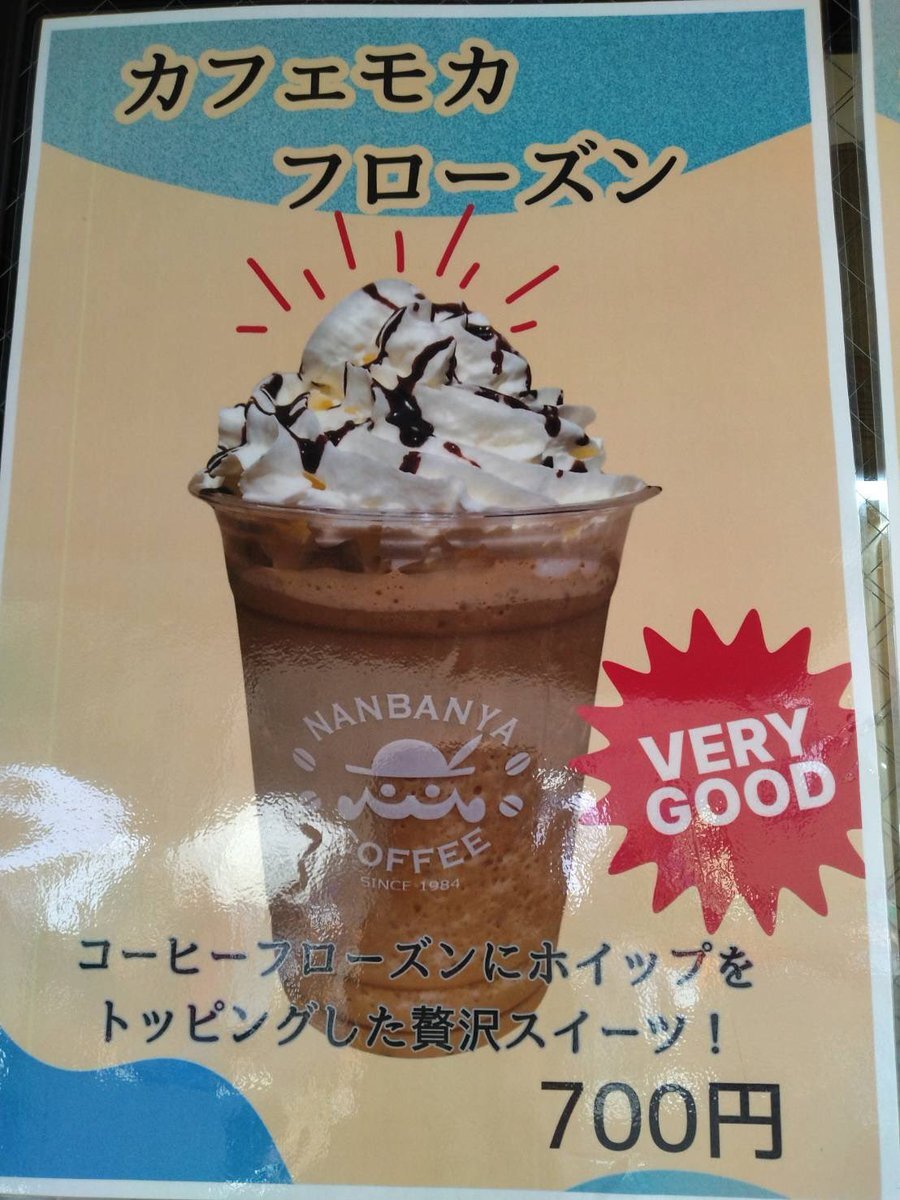 カフェモカ
フローズン
NANBANYA
OFFEE
SINCE 1984
VERY
GOOD
コーヒーフローズンにホイップを
トッピングした贅沢スイーツ！
700円